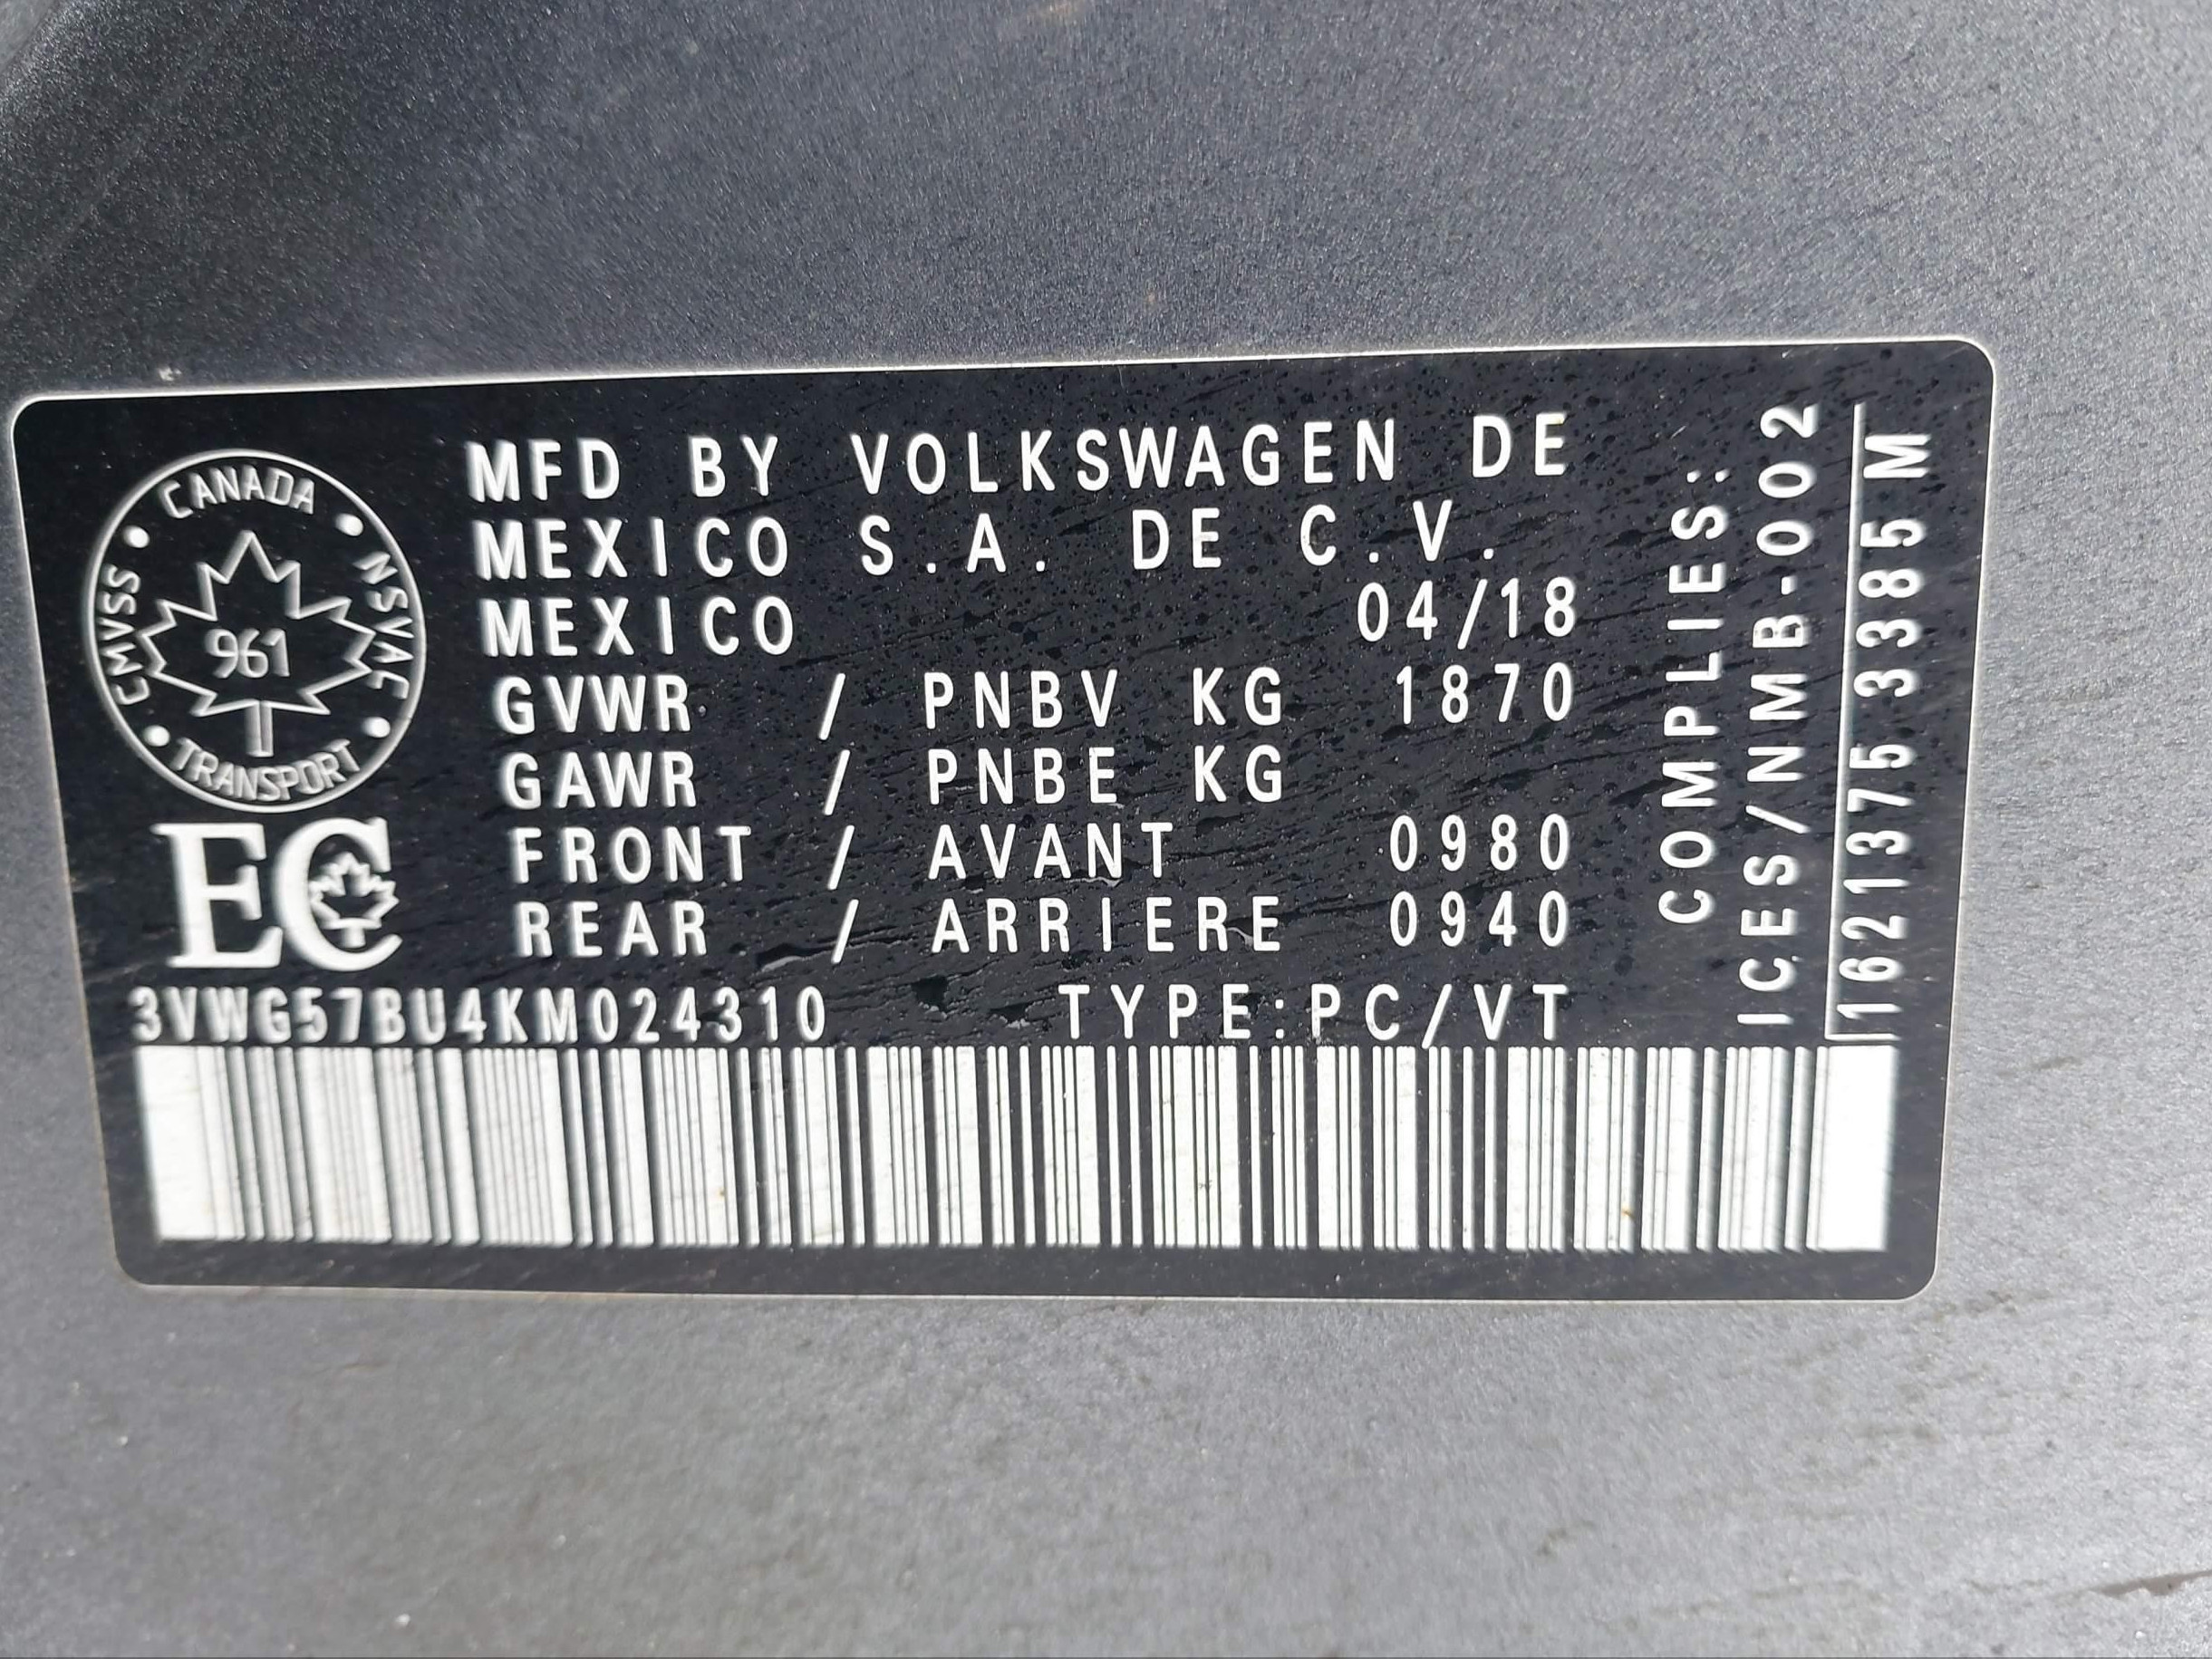 CANADA
CMVSS
NSVAC
961
TRANSPORT
EC
MFD BY VOLKSWAGEN DE
MEXICO S.A. DE C.V.
MEXICO 04/18
GVWR / PNBV KG 1870
GAWR / PNBE KG
FRONT / AVANT 0980
REAR / ARRIERE 0940
3VWG57BU4KM024310 TYPE:PC/VT
COMPLIES:
ICES/NMB-002
1621375 3385 M